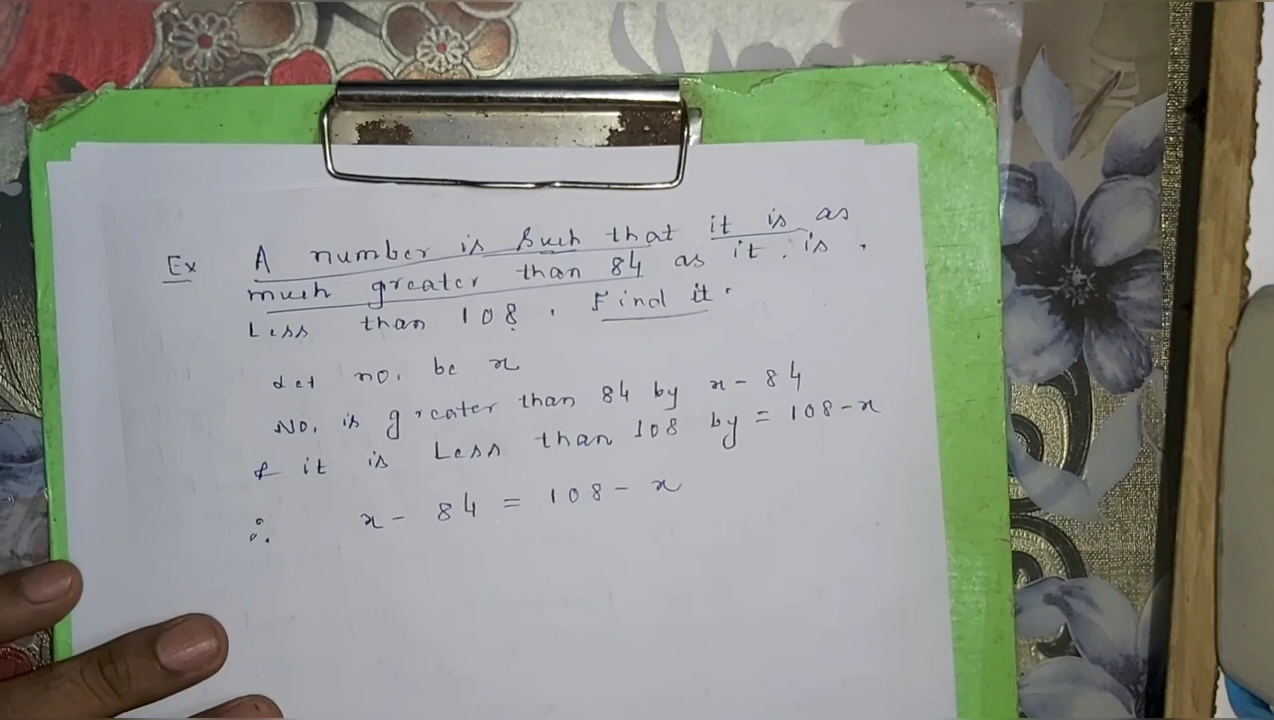 Ex A number is such that it is as
much greater than 84 as it is
Less than 108. Find it.
Let no. be x
No. is greater than 84 by x - 84
& it is Less than 108 by = 108 - x
∴ x - 84 = 108 - x